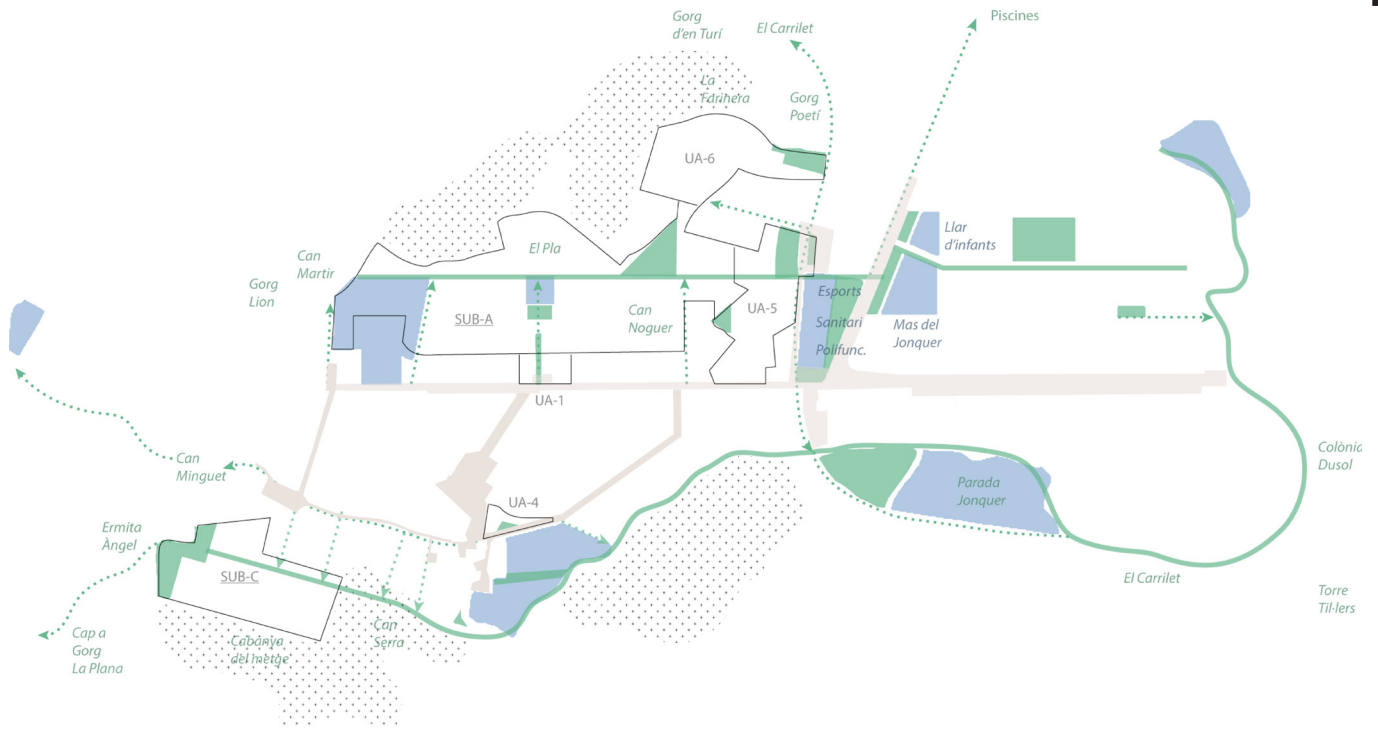 Gorg
d'en Turí
El Carrilet
Piscines
La
Farinera
Gorg
Poetí
UA-6
Llar
d'infants
El Pla
Can
Martir
Gorg
Lion
Esports
SUB-A
Can
Noguer
UA-5
Sanitari
Mas del
Jonquer
Polifunc.
UA-1
Colònia
Dusol
Can
Minguet
Parada
Jonquer
UA-4
Ermita
Àngel
SUB-C
El Carrilet
Torre
Til·lers
Can
Serra
Cap a
Gorg
La Plana
Cabanya
del metge